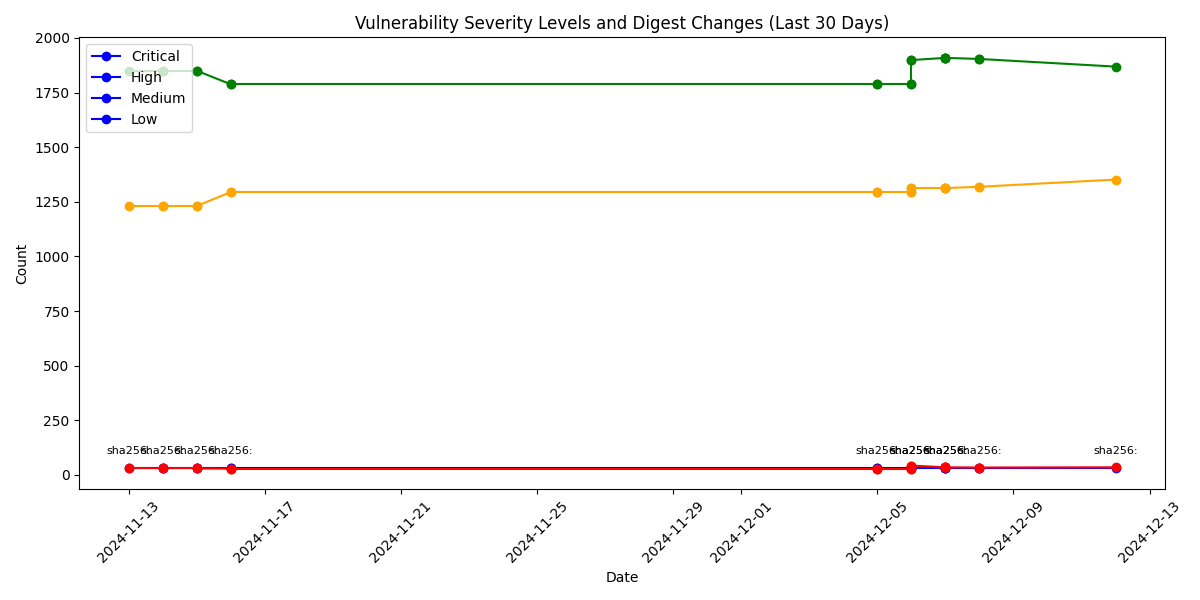 Vulnerability Severity Levels and Digest Changes (Last 30 Days)
Critical
High
Medium
Low
Count
2000
1750
1500
1250
1000
750
500
250
0
sha256: sha256: sha256: sha256: sha256: sha256: sha256: sha256: sha256:
2024-11-13 2024-11-17 2024-11-21 2024-11-25 2024-11-29 2024-12-01 2024-12-05 2024-12-09 2024-12-13
Date